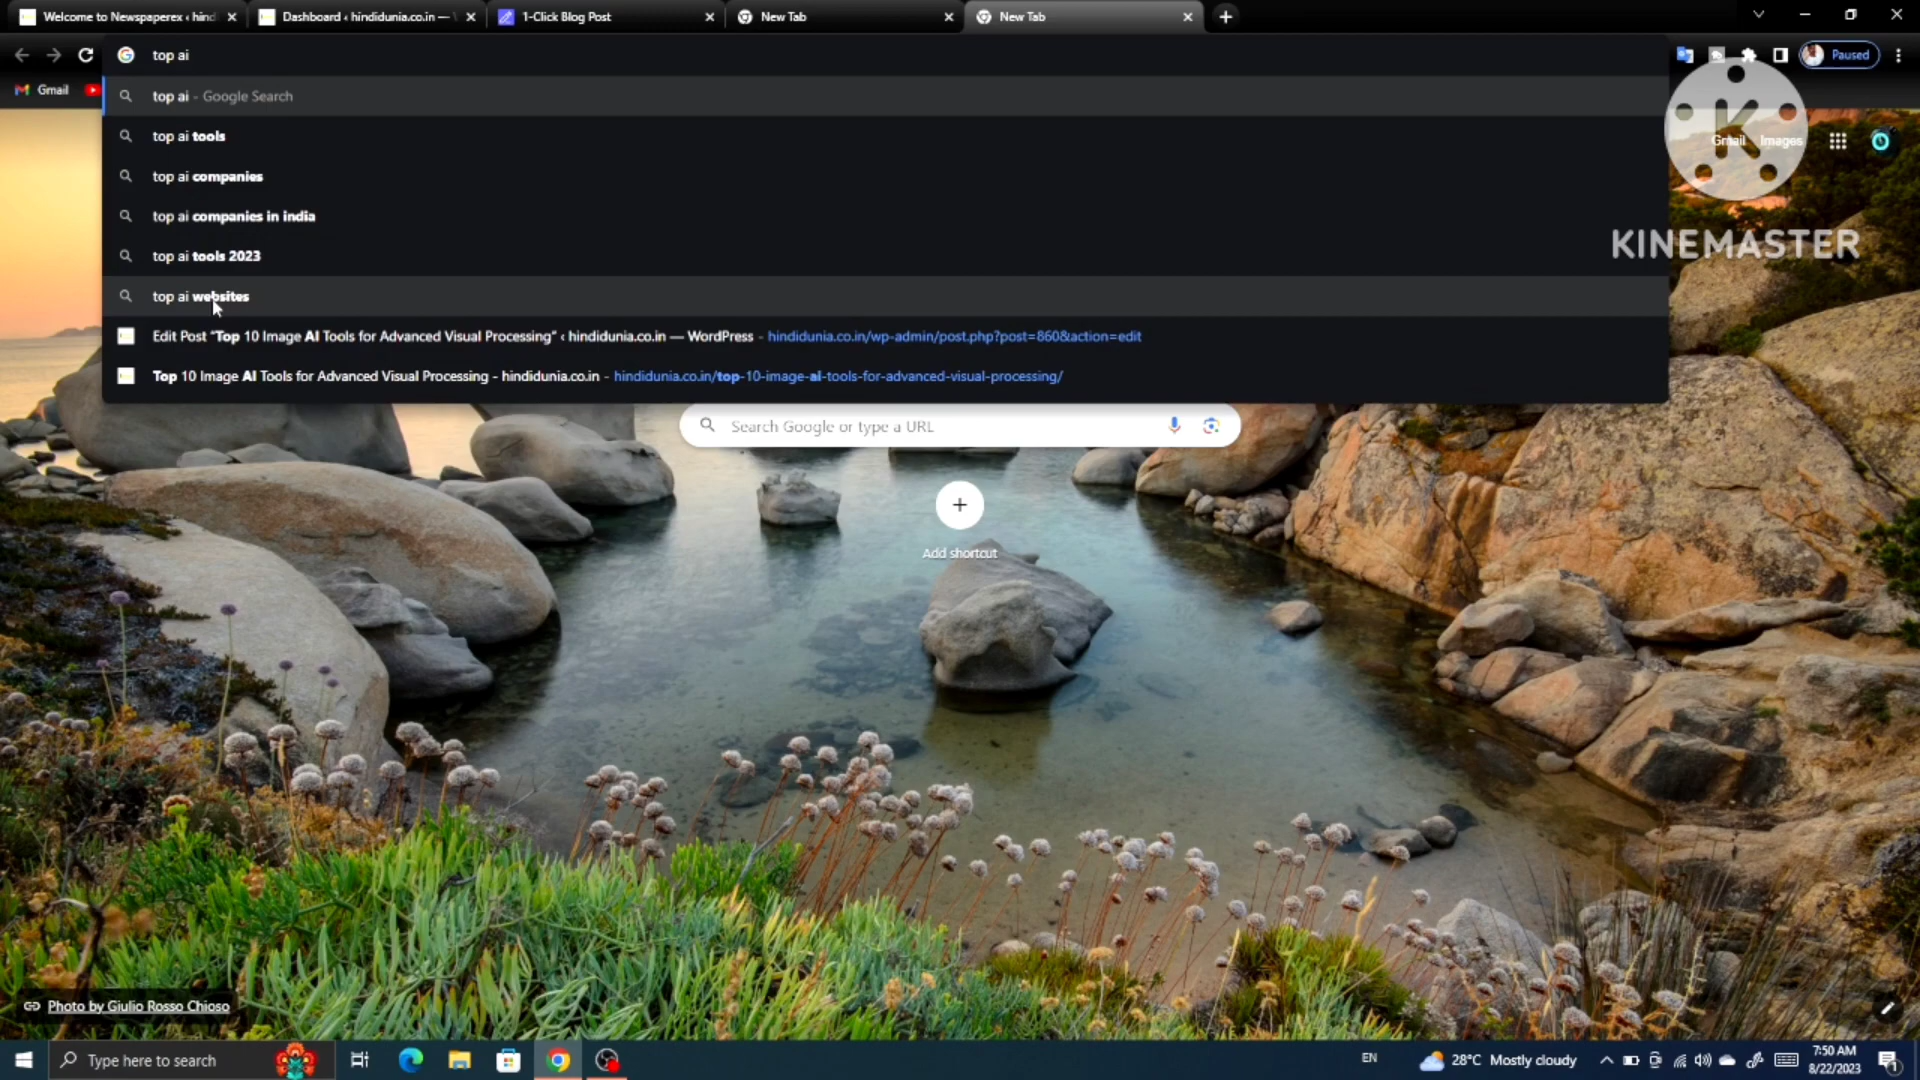 Welcome to Newspaperex ‹ hind
Dashboard ‹ hindidunia.co.in —
1-Click Blog Post
New Tab
New Tab
top ai
Paused
Gmail
top ai - Google Search
top ai tools
top ai companies
top ai companies in india
top ai tools 2023
top ai websites
Edit Post “Top 10 Image AI Tools for Advanced Visual Processing” ‹ hindidunia.co.in — WordPress - hindidunia.co.in/wp-admin/post.php?post=860&action=edit
Top 10 Image AI Tools for Advanced Visual Processing - hindidunia.co.in - hindidunia.co.in/top-10-image-ai-tools-for-advanced-visual-processing/
Gmail Images
K
KINEMASTER
Search Google or type a URL
Add shortcut
Photo by Giulio Rosso Chioso
Type here to search
EN
28°C Mostly cloudy
7:50 AM
8/22/2023
1